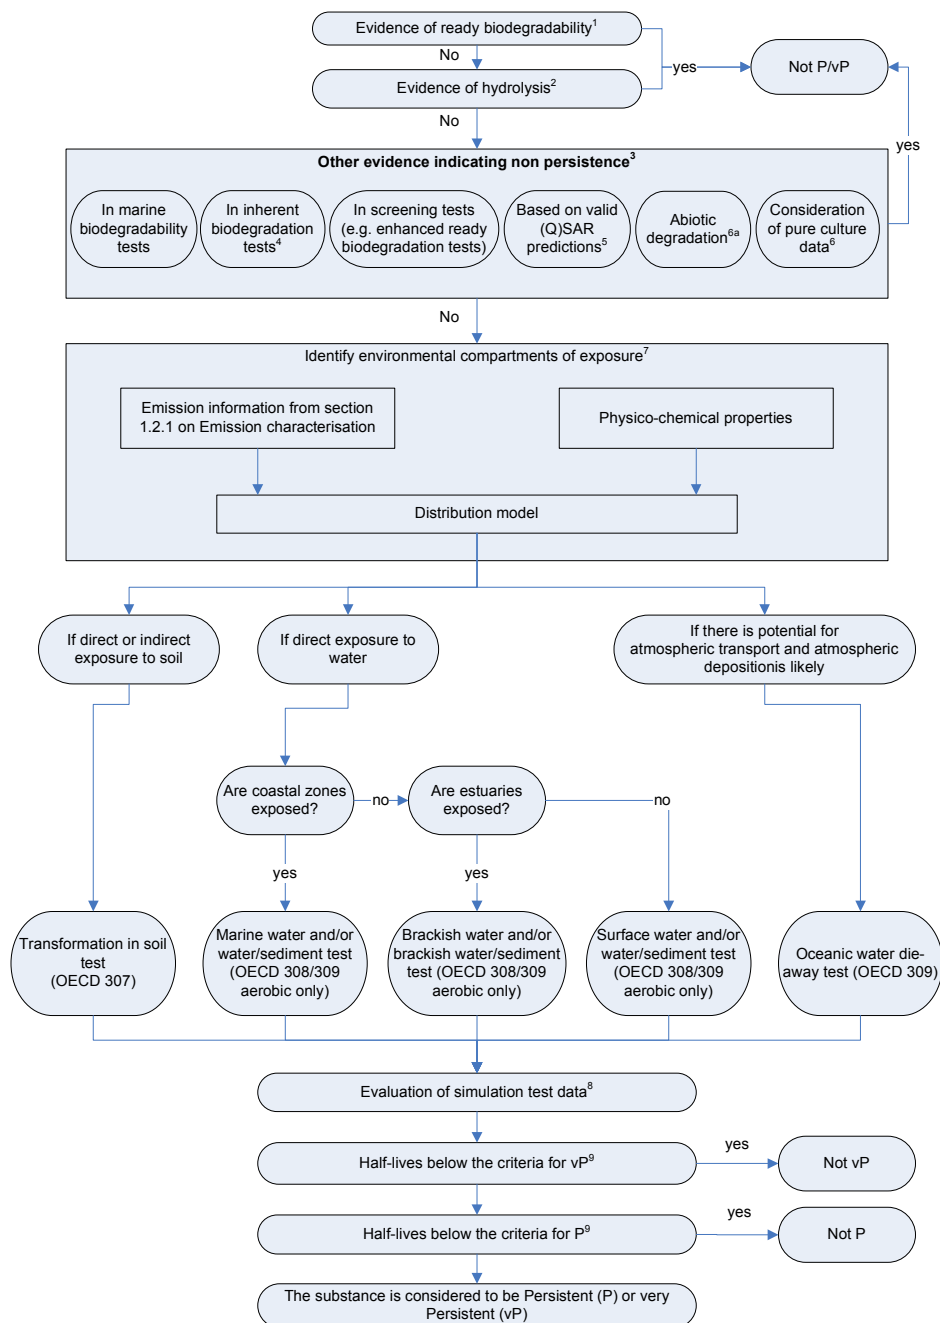 Evidence of ready biodegradability1
No
yes
Not P/vP
Evidence of hydrolysis2
No
yes
Other evidence indicating non persistence3
In marine
biodegradability
tests
In inherent
biodegradation
tests4
In screening tests
(e.g. enhanced ready
biodegradation tests)
Based on valid
(Q)SAR
predictions5
Abiotic
degradation6a
Consideration
of pure culture
data6
No
Identify environmental compartments of exposure7
Emission information from section
1.2.1 on Emission characterisation
Physico-chemical properties
Distribution model
If direct or indirect
exposure to soil
If direct exposure to
water
If there is potential for
atmospheric transport and atmospheric
depositionis likely
Are coastal zones
exposed?
no
Are estuaries
exposed?
no
yes
yes
Transformation in soil
test
(OECD 307)
Marine water and/or
water/sediment test
(OECD 308/309
aerobic only)
Brackish water and/or
brackish water/sediment
test (OECD 308/309
aerobic only)
Surface water and/or
water/sediment test
(OECD 308/309
aerobic only)
Oceanic water die-
away test (OECD 309)
Evaluation of simulation test data8
Half-lives below the criteria for vP9
yes
Not vP
Half-lives below the criteria for P9
yes
Not P
The substance is considered to be Persistent (P) or very
Persistent (vP)